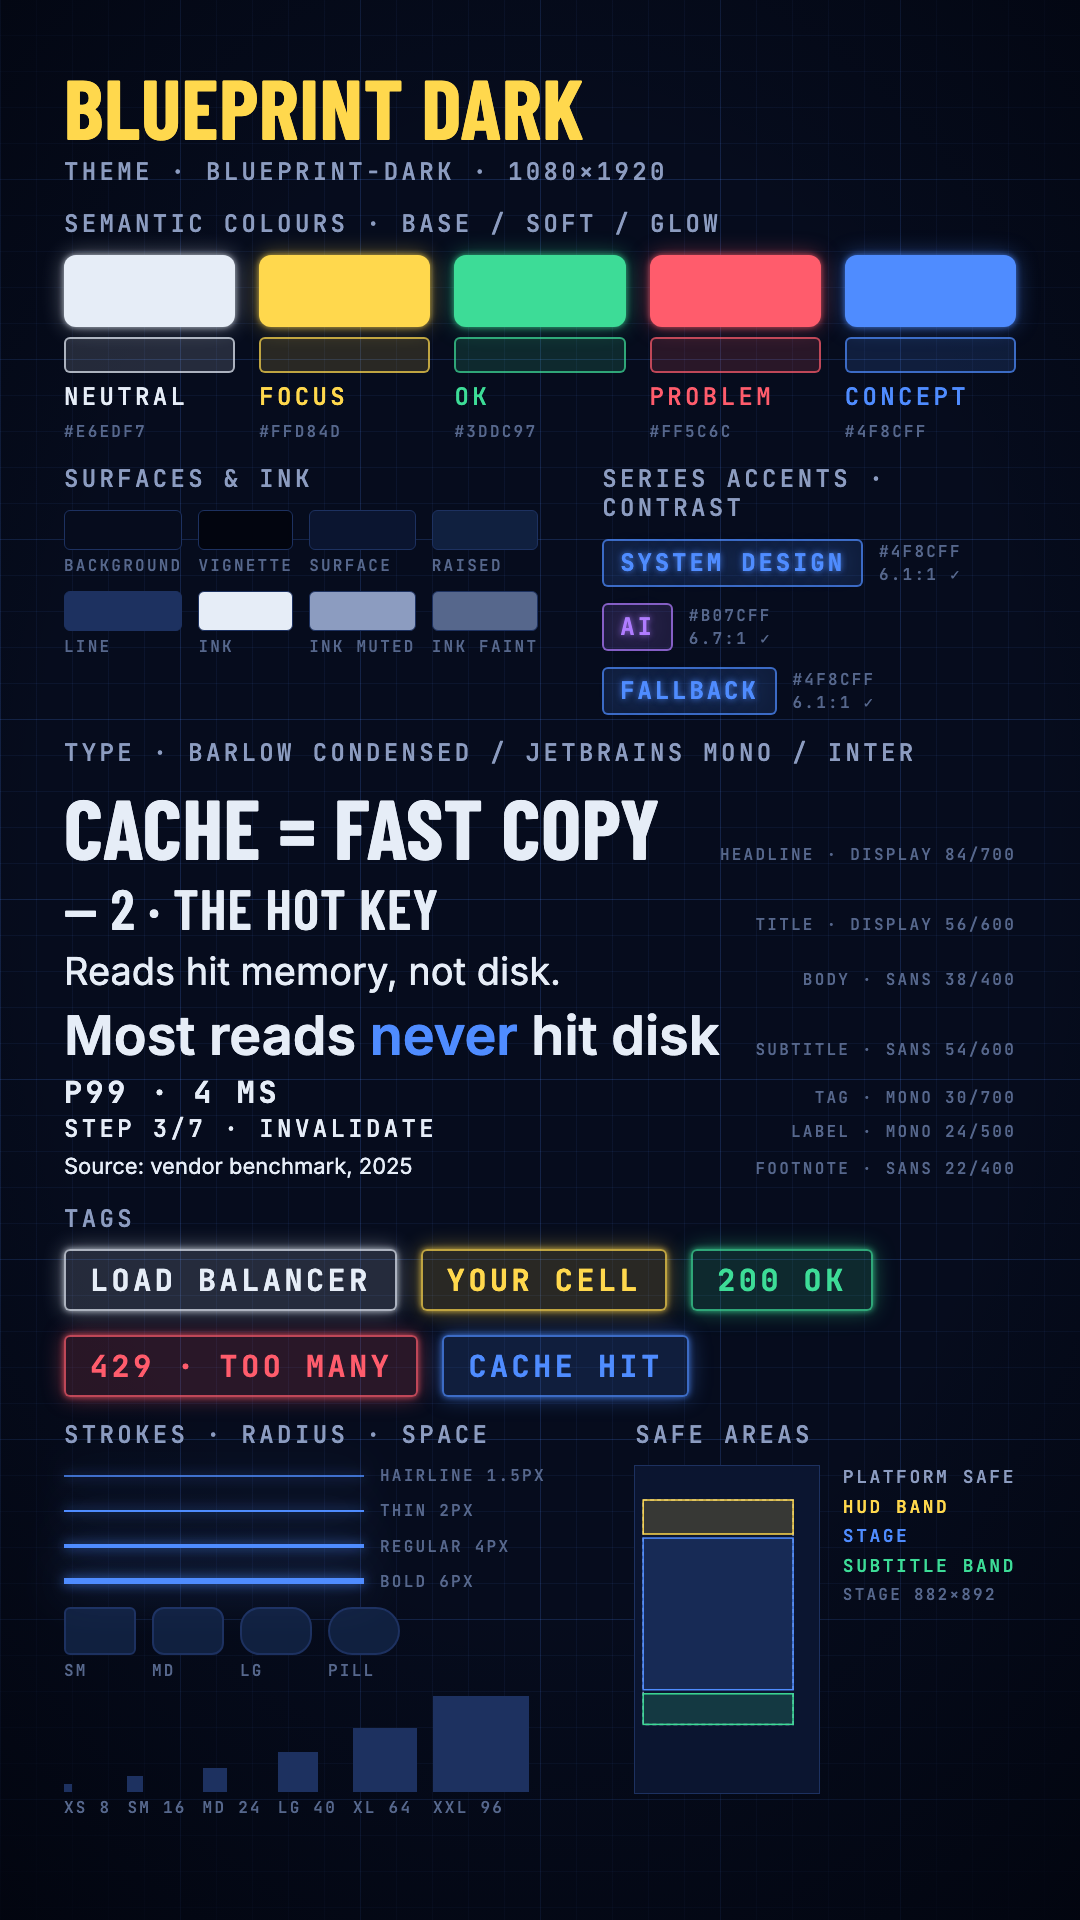 BLUEPRINT DARK
THEME · BLUEPRINT-DARK · 1080×1920
SEMANTIC COLOURS · BASE / SOFT / GLOW
NEUTRAL FOCUS OK PROBLEM CONCEPT
#E6EDF7 #FFD84D #3DDC97 #FF5C6C #4F8CFF
SURFACES & INK
BACKGROUND VIGNETTE SURFACE RAISED
LINE INK INK MUTED INK FAINT
SERIES ACCENTS ·
CONTRAST
SYSTEM DESIGN #4F8CFF
6.1:1 ✓
AI #B07CFF
6.7:1 ✓
FALLBACK #4F8CFF
6.1:1 ✓
TYPE · BARLOW CONDENSED / JETBRAINS MONO / INTER
CACHE = FAST COPY HEADLINE · DISPLAY 84/700
— 2 · THE HOT KEY TITLE · DISPLAY 56/600
Reads hit memory, not disk. BODY · SANS 38/400
Most reads never hit disk SUBTITLE · SANS 54/600
P99 · 4 MS TAG · MONO 30/700
STEP 3/7 · INVALIDATE LABEL · MONO 24/500
Source: vendor benchmark, 2025 FOOTNOTE · SANS 22/400
TAGS
LOAD BALANCER YOUR CELL 200 OK
429 · TOO MANY CACHE HIT
STROKES · RADIUS · SPACE
HAIRLINE 1.5PX
THIN 2PX
REGULAR 4PX
BOLD 6PX
SM MD LG PILL
XS 8 SM 16 MD 24 LG 40 XL 64 XXL 96
SAFE AREAS
PLATFORM SAFE
HUD BAND
STAGE
SUBTITLE BAND
STAGE 882×892